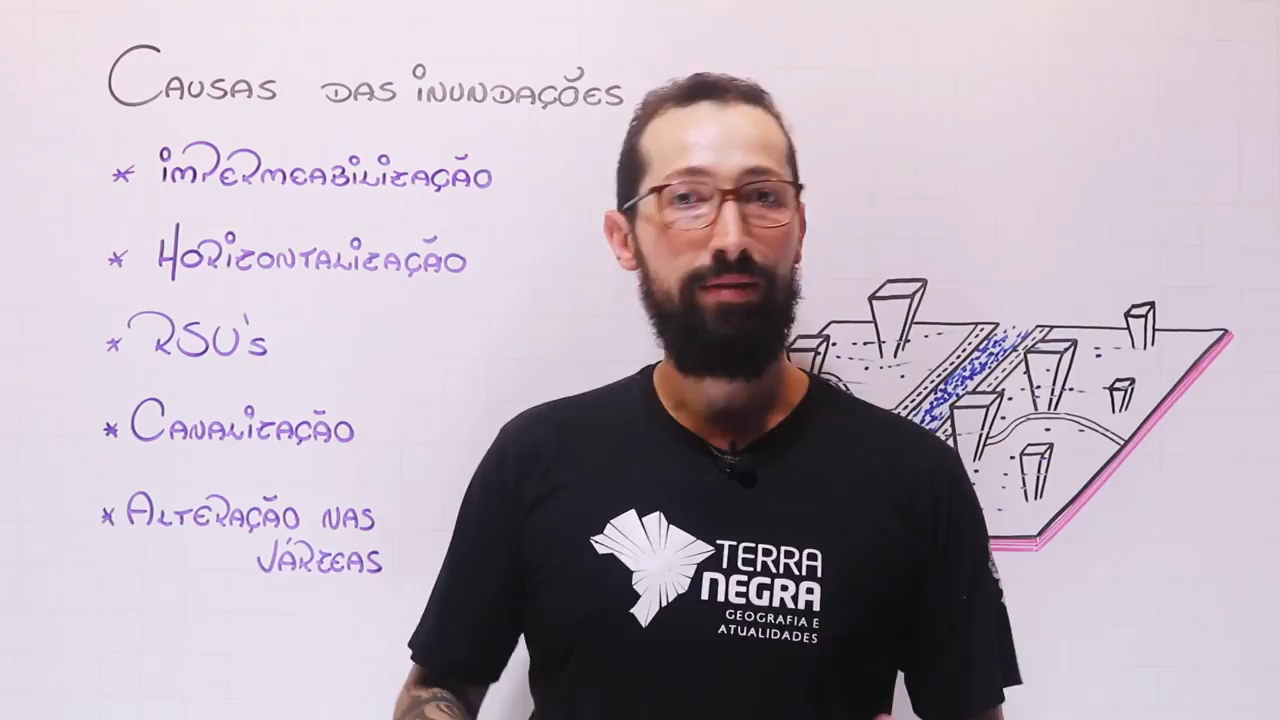 CAUSAS DAS INUNDAÇÕES
* IMPERMEABILIZAÇÃO
* HORIZONTALIZAÇÃO
* RSU's
* CANALIZAÇÃO
* ALTERAÇÃO NAS
VÁRZEAS
TERRA
NEGRA
GEOGRAFIA E
ATUALIDADES